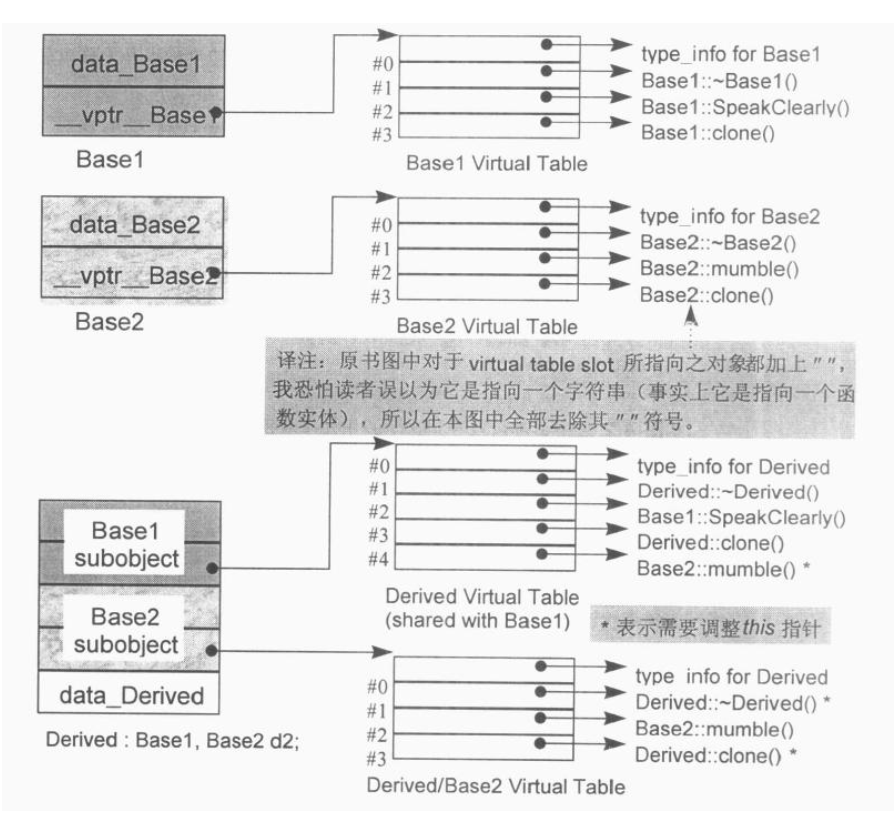 data_Base1
__vptr__Base1
Base1
#0
#1
#2
#3
type_info for Base1
Base1::~Base1()
Base1::SpeakClearly()
Base1::clone()
Base1 Virtual Table
data_Base2
__vptr__Base2
Base2
#0
#1
#2
#3
type_info for Base2
Base2::~Base2()
Base2::mumble()
Base2::clone()
Base2 Virtual Table
译注：原书图中对于 virtual table slot 所指向之对象都加上 " "，
我恐怕读者误以为它是指向一个字符串（事实上它是指向一个函
数实体），所以在本图中全部去除其 " " 符号。
Base1
subobject
Base2
subobject
data_Derived
Derived : Base1, Base2 d2;
#0
#1
#2
#3
#4
type_info for Derived
Derived::~Derived()
Base1::SpeakClearly()
Derived::clone()
Base2::mumble() *
Derived Virtual Table
(shared with Base1)
* 表示需要调整this 指针
#0
#1
#2
#3
type info for Derived
Derived::~Derived() *
Base2::mumble()
Derived::clone() *
Derived/Base2 Virtual Table